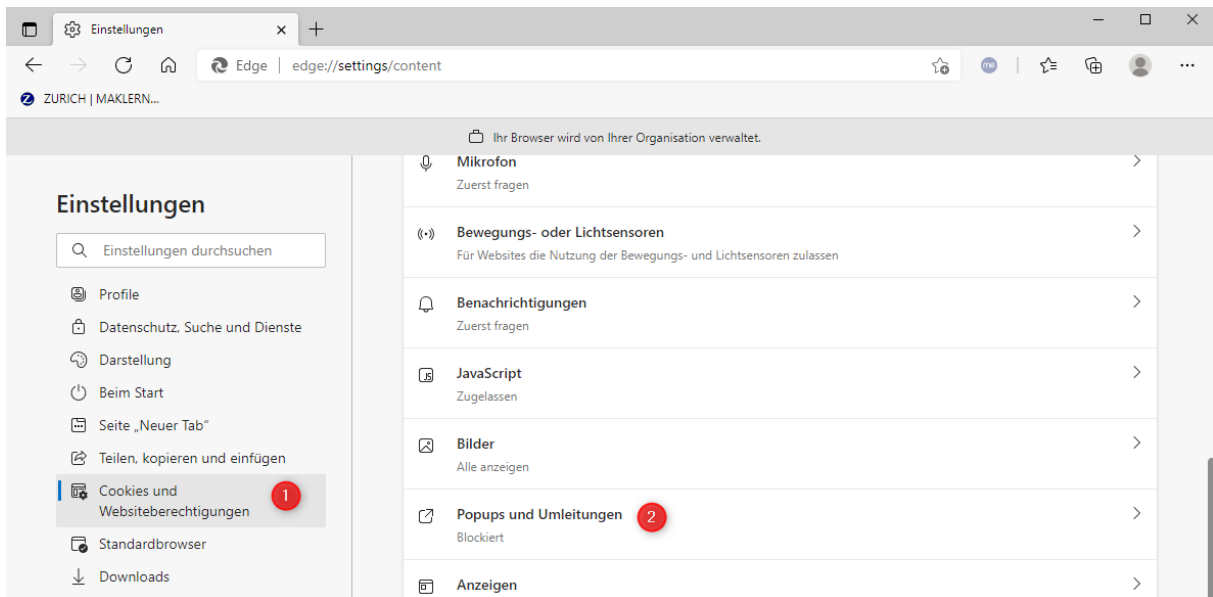 Einstellungen
Edge | edge://settings/content
me
ZURICH | MAKLERN...
Ihr Browser wird von Ihrer Organisation verwaltet.
Einstellungen
Einstellungen durchsuchen
Profile
Datenschutz, Suche und Dienste
Darstellung
Beim Start
Seite „Neuer Tab“
Teilen, kopieren und einfügen
Cookies und
Websiteberechtigungen
1
Standardbrowser
Downloads
Mikrofon
Zuerst fragen
Bewegungs- oder Lichtsensoren
Für Websites die Nutzung der Bewegungs- und Lichtsensoren zulassen
Benachrichtigungen
Zuerst fragen
JS
JavaScript
Zugelassen
Bilder
Alle anzeigen
Popups und Umleitungen 2
Blockiert
Anzeigen